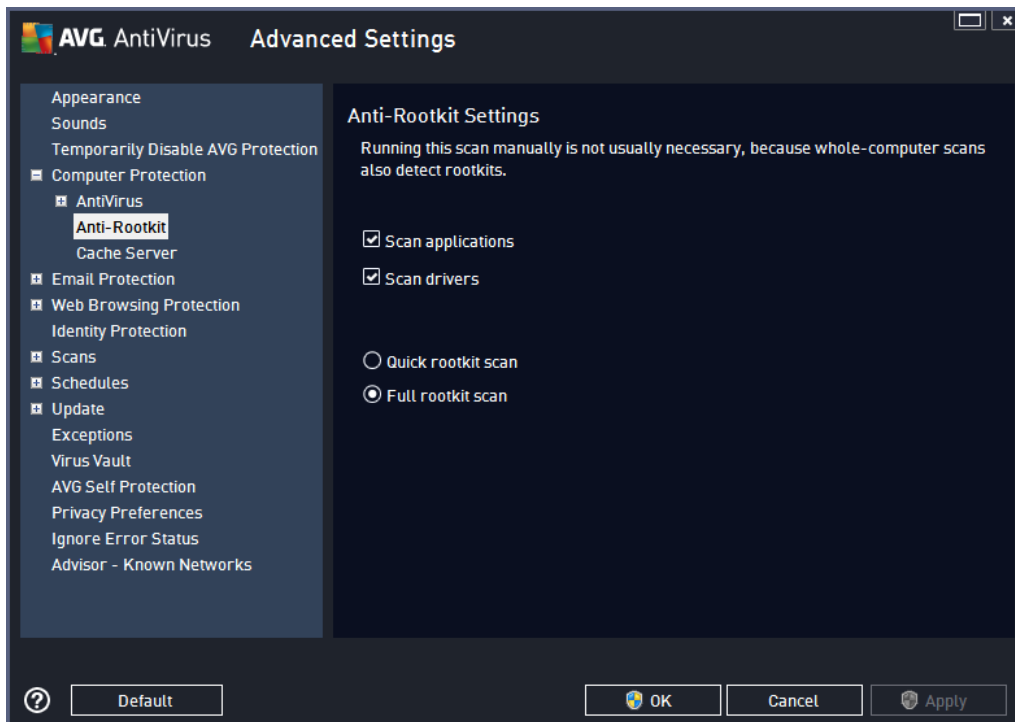 AVG. AntiVirus Advanced Settings
Appearance
Sounds
Temporarily Disable AVG Protection
Computer Protection
AntiVirus
Anti-Rootkit
Cache Server
Email Protection
Web Browsing Protection
Identity Protection
Scans
Schedules
Update
Exceptions
Virus Vault
AVG Self Protection
Privacy Preferences
Ignore Error Status
Advisor - Known Networks
Anti-Rootkit Settings
Running this scan manually is not usually necessary, because whole-computer scans
also detect rootkits.
Scan applications
Scan drivers
Quick rootkit scan
Full rootkit scan
Default
OK
Cancel
Apply